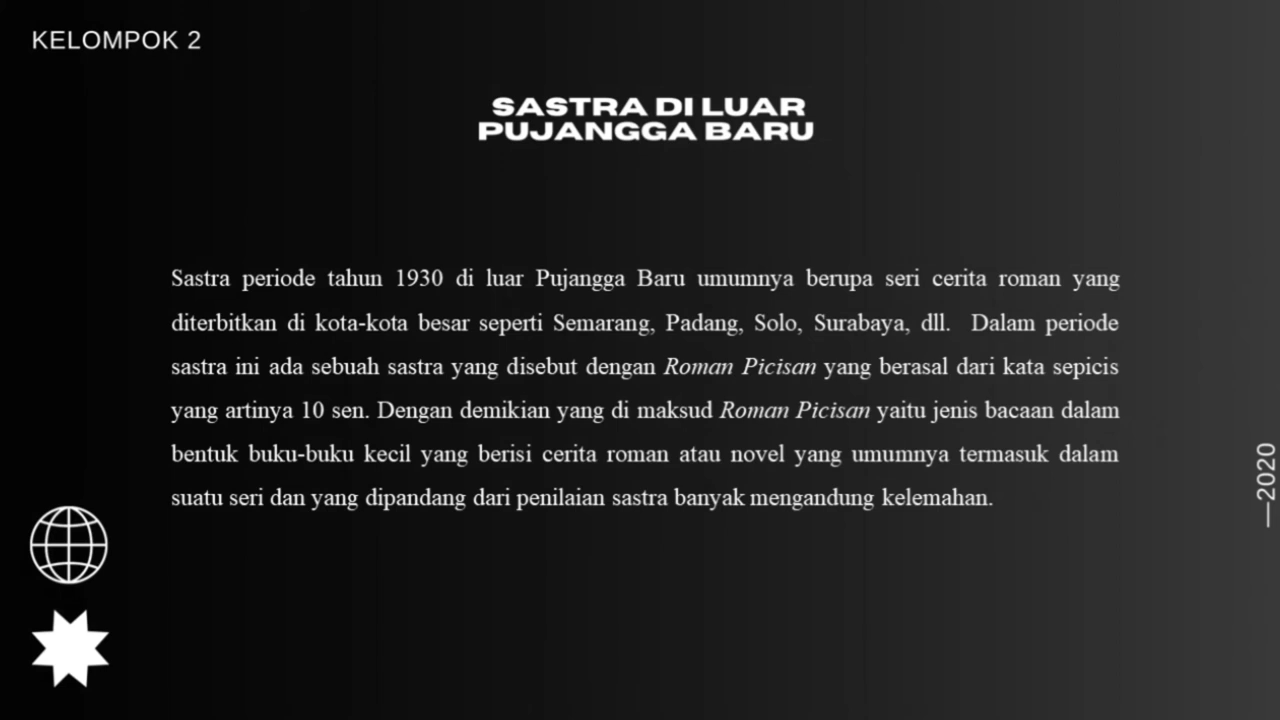 KELOMPOK 2
SASTRA DI LUAR
PUJANGGA BARU
Sastra periode tahun 1930 di luar Pujangga Baru umumnya berupa seri cerita roman yang
diterbitkan di kota-kota besar seperti Semarang, Padang, Solo, Surabaya, dll.  Dalam periode
sastra ini ada sebuah sastra yang disebut dengan Roman Picisan yang berasal dari kata sepicis
yang artinya 10 sen. Dengan demikian yang di maksud Roman Picisan yaitu jenis bacaan dalam
bentuk buku-buku kecil yang berisi cerita roman atau novel yang umumnya termasuk dalam
suatu seri dan yang dipandang dari penilaian sastra banyak mengandung kelemahan.
—2020